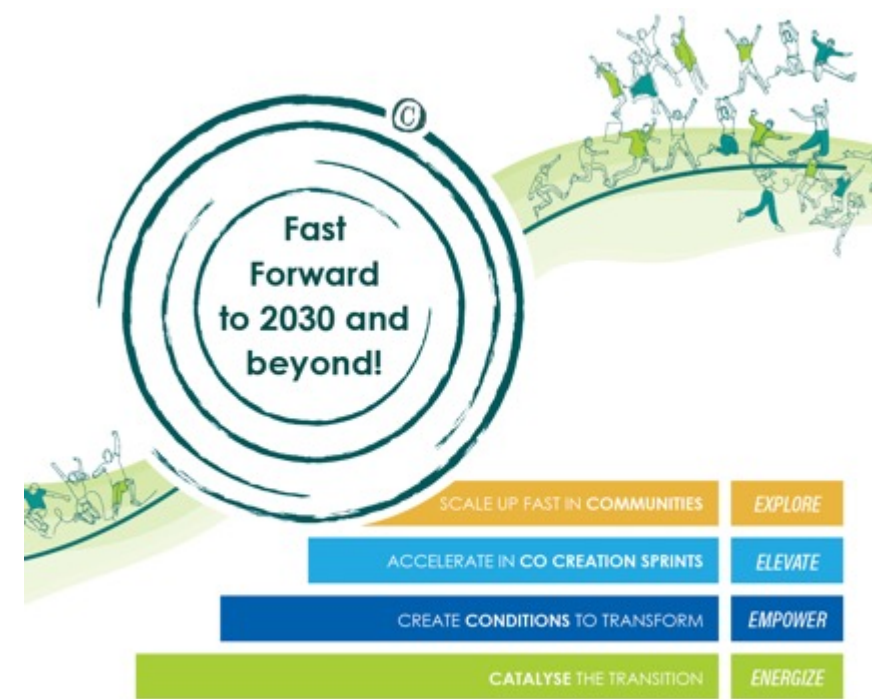 ©
Fast
Forward
to 2030 and
beyond!
SCALE UP FAST IN COMMUNITIES EXPLORE
ACCELERATE IN CO CREATION SPRINTS ELEVATE
CREATE CONDITIONS TO TRANSFORM EMPOWER
CATALYSE THE TRANSITION ENERGIZE